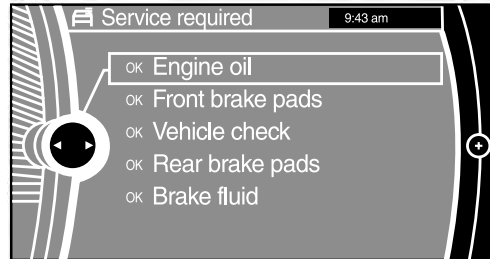 Service required 9:43 am
OK Engine oil
OK Front brake pads
OK Vehicle check
OK Rear brake pads
OK Brake fluid